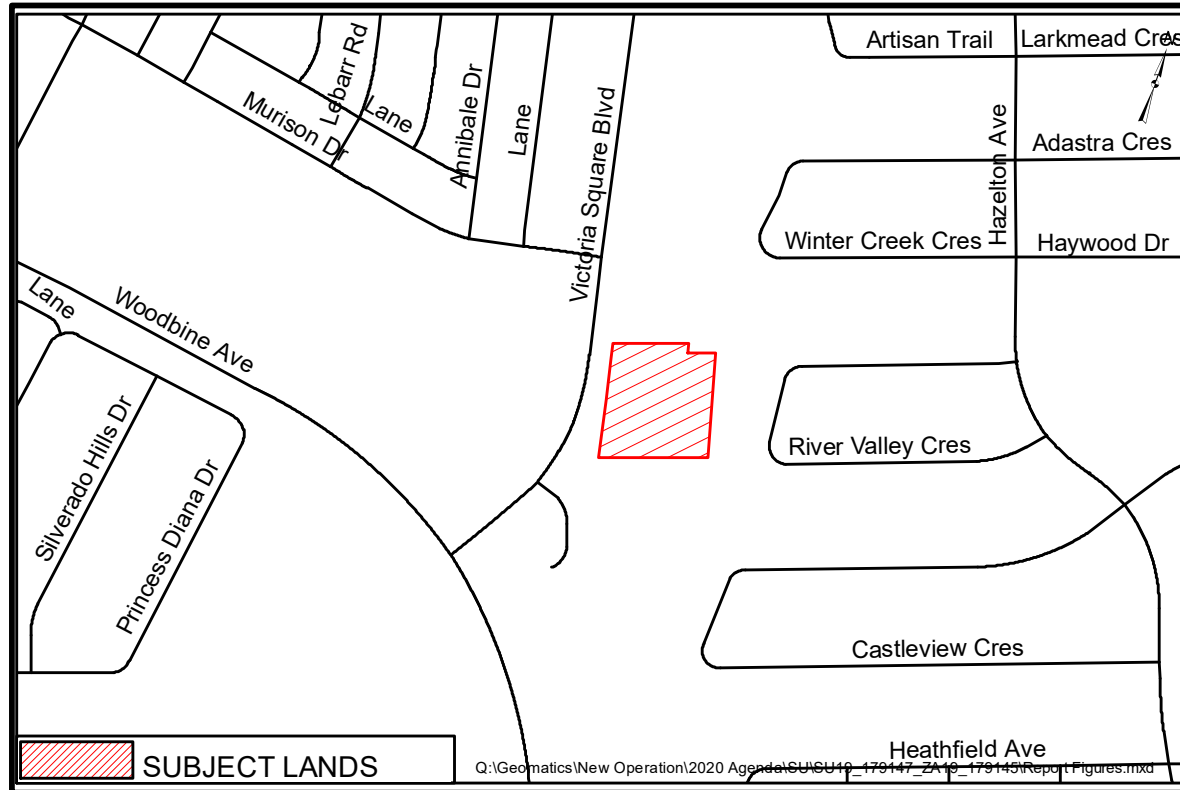 Artisan Trail
Larkmead Cres
Lebarr Rd
Lane
Murison Dr
Annibale Dr
Lane
Victoria Square Blvd
Hazelton Ave
Adastra Cres
Winter Creek Cres
Haywood Dr
Lane
Woodbine Ave
River Valley Cres
Silverado Hills Dr
Princess Diana Dr
Castleview Cres
Heathfield Ave
SUBJECT LANDS
Q:\Geomatics\New Operation\2020 Agenda\SU\SU19_179147_ZA19_179145\Report Figures.mxd